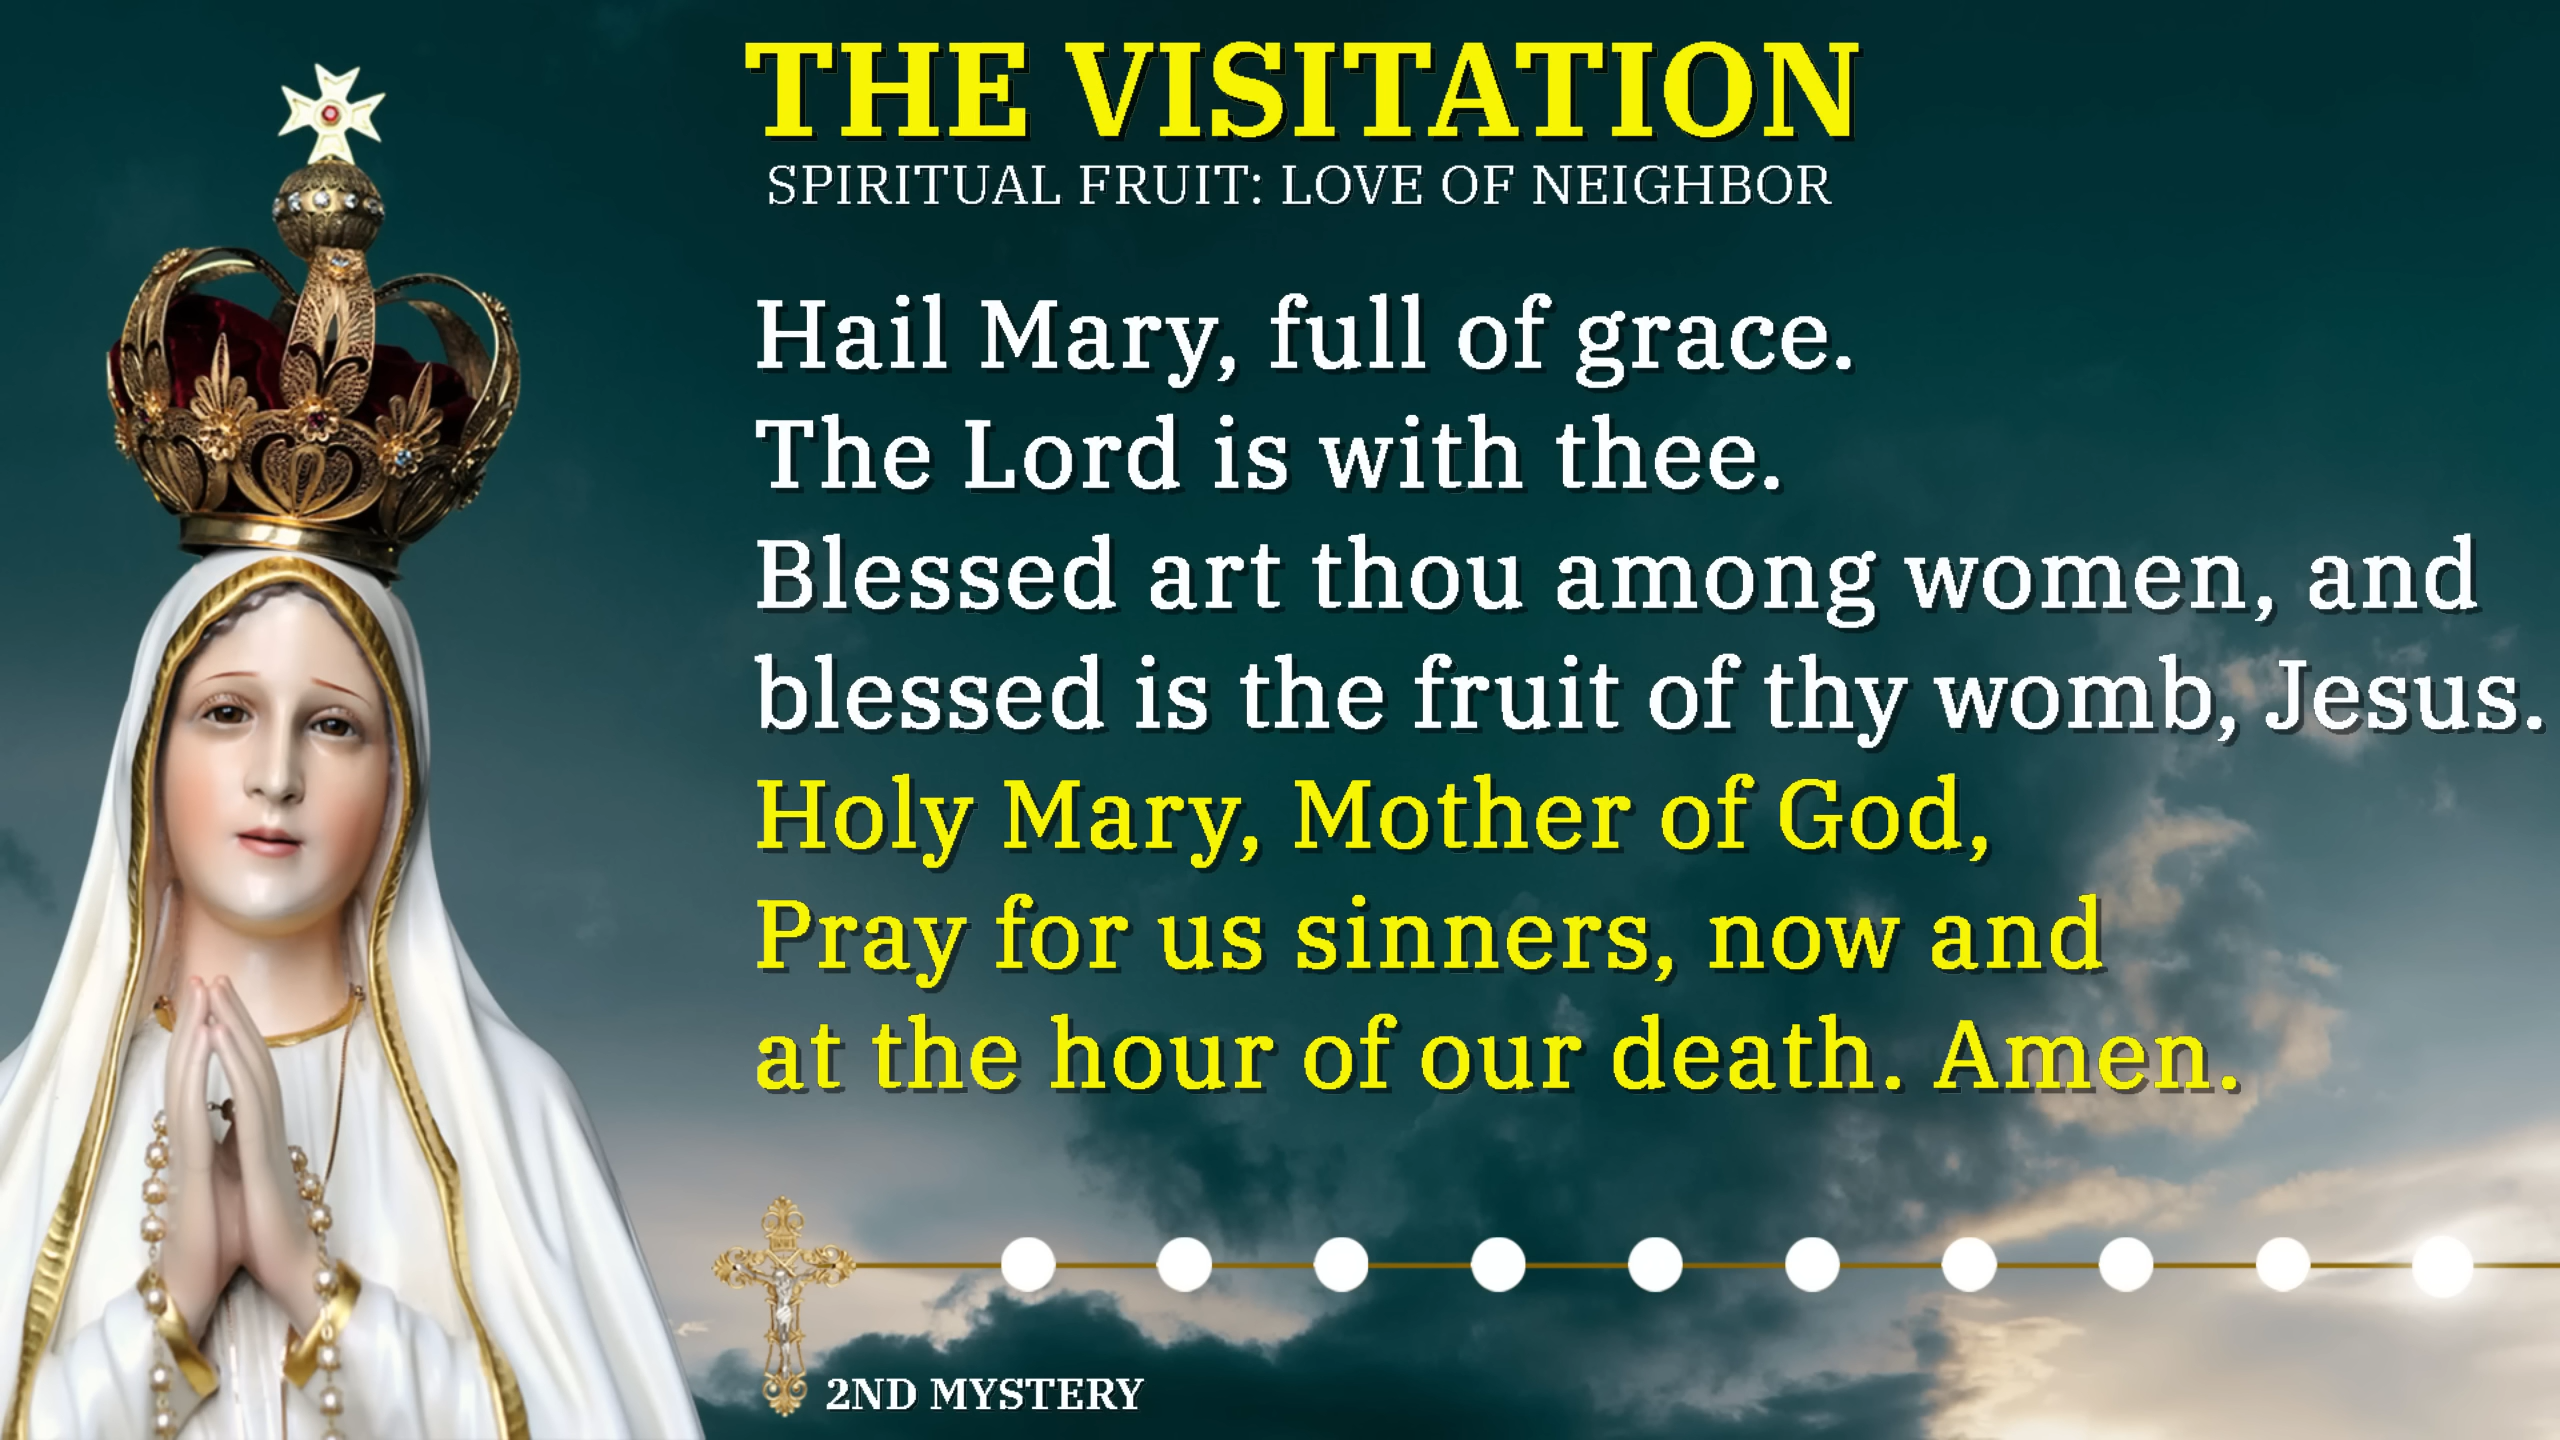 THE VISITATION
SPIRITUAL FRUIT: LOVE OF NEIGHBOR
Hail Mary, full of grace.
The Lord is with thee.
Blessed art thou among women, and
blessed is the fruit of thy womb, Jesus.
Holy Mary, Mother of God,
Pray for us sinners, now and
at the hour of our death. Amen.
2ND MYSTERY